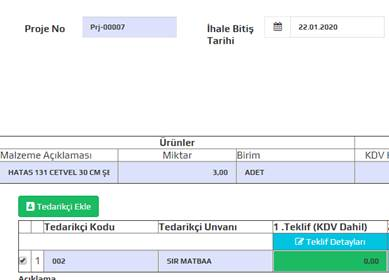 Proje No Prj-00007 İhale Bitiş Tarihi 22.01.2020
Ürünler
Malzeme Açıklaması Miktar Birim KDV
HATAS 131 CETVEL 30 CM ŞE 3,00 ADET
Tedarikçi Ekle
Tedarikçi Kodu Tedarikçi Unvanı 1 .Teklif (KDV Dahil)
Teklif Detayları
1 002 SIR MATBAA 0,00
Açıklama